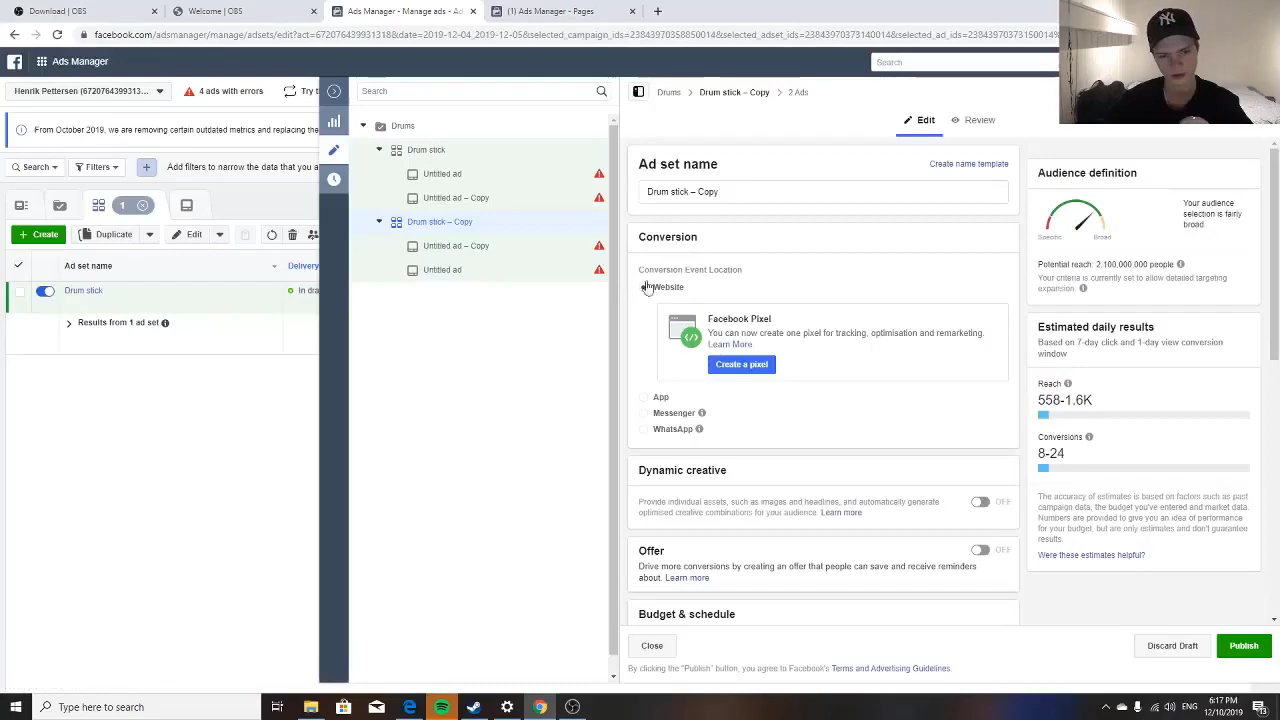 Download | OBS
Welcome | OBS
Ads Manager - Manage ads - Ad
(1) Ads Manager - Pages
facebook.com/adsmanager/manage/adsets/edit?act=672076439931318&date=2019-12-04_2019-12-05&selected_campaign_ids=23843970358850014&selected_adset_ids=23843970373140014&selected_ad_ids=23843970373150014%
Ads Manager
Search
Henrik Pettersen (6720764399313...
4 ads with errors
Try t
From October 2019, we are removing certain outdated metrics and replacing the
Search
Filters
Add filters to narrow the data that you a
1
Create
Duplicate
Edit
Ad set name
Delivery
Drum stick
In dra
Results from 1 ad set
Search
Drums
Drum stick
Untitled ad
Untitled ad – Copy
Drum stick – Copy
Untitled ad – Copy
Untitled ad
Drums
Drum stick – Copy
2 Ads
Edit
Review
Ad set name
Create name template
Drum stick – Copy
Conversion
Conversion Event Location
Website
Facebook Pixel
You can now create one pixel for tracking, optimisation and remarketing.
Learn More.
Create a pixel
App
Messenger
WhatsApp
Dynamic creative
Provide individual assets, such as images and headlines, and automatically generate
optimised creative combinations for your audience. Learn more.
OFF
Offer
OFF
Drive more conversions by creating an offer that people can save and receive reminders
about. Learn more
Budget & schedule
Close
Discard Draft
Publish
By clicking the "Publish" button, you agree to Facebook's Terms and Advertising Guidelines.
Audience definition
Your audience
selection is fairly
broad.
Specific
Broad
Potential reach: 2,100,000,000 people
Your criteria is currently set to allow detailed targeting
expansion.
Estimated daily results
Based on 7-day click and 1-day view conversion
window
Reach
558-1.6K
Conversions
8-24
The accuracy of estimates is based on factors such as past
campaign data, the budget you've entered and market data.
Numbers are provided to give you an idea of performance
for your budget, but are only estimates and don't guarantee
results.
Were these estimates helpful?
Type here to search
ENG
6:17 PM
12/10/2019